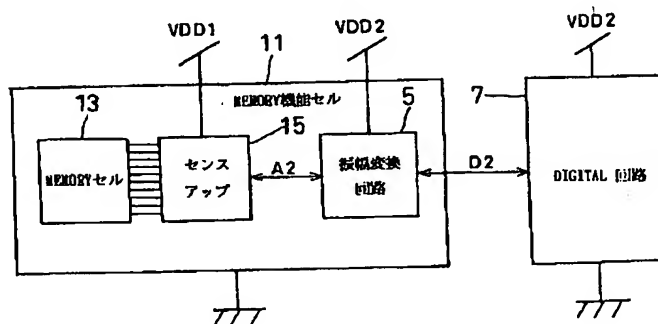 VDD1
VDD2
VDD2
11
MEMORY機能セル
13
15
5
7
MEMORYセル
センス
アップ
A2
振幅変換
回路
D2
DIGITAL 回路